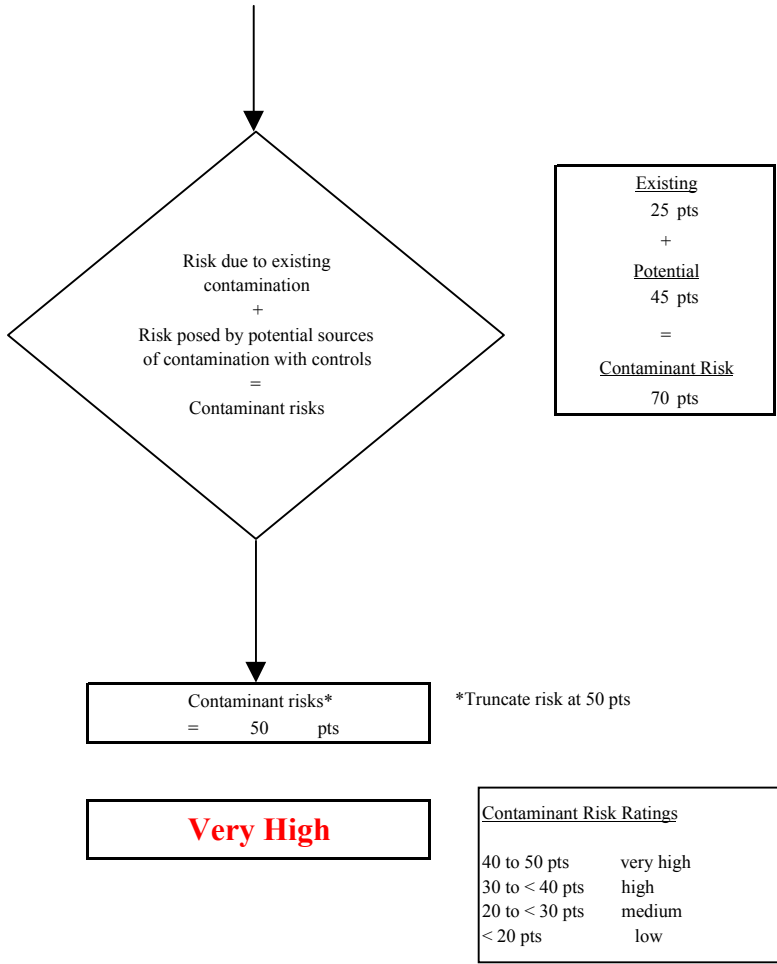 Risk due to existing
contamination
+
Risk posed by potential sources
of contamination with controls
=
Contaminant risks
Existing
25 pts
+
Potential
45 pts
=
Contaminant Risk
70 pts
Contaminant risks*
= 50 pts
*Truncate risk at 50 pts
Very High
Contaminant Risk Ratings
40 to 50 pts very high
30 to < 40 pts high
20 to < 30 pts medium
< 20 pts low